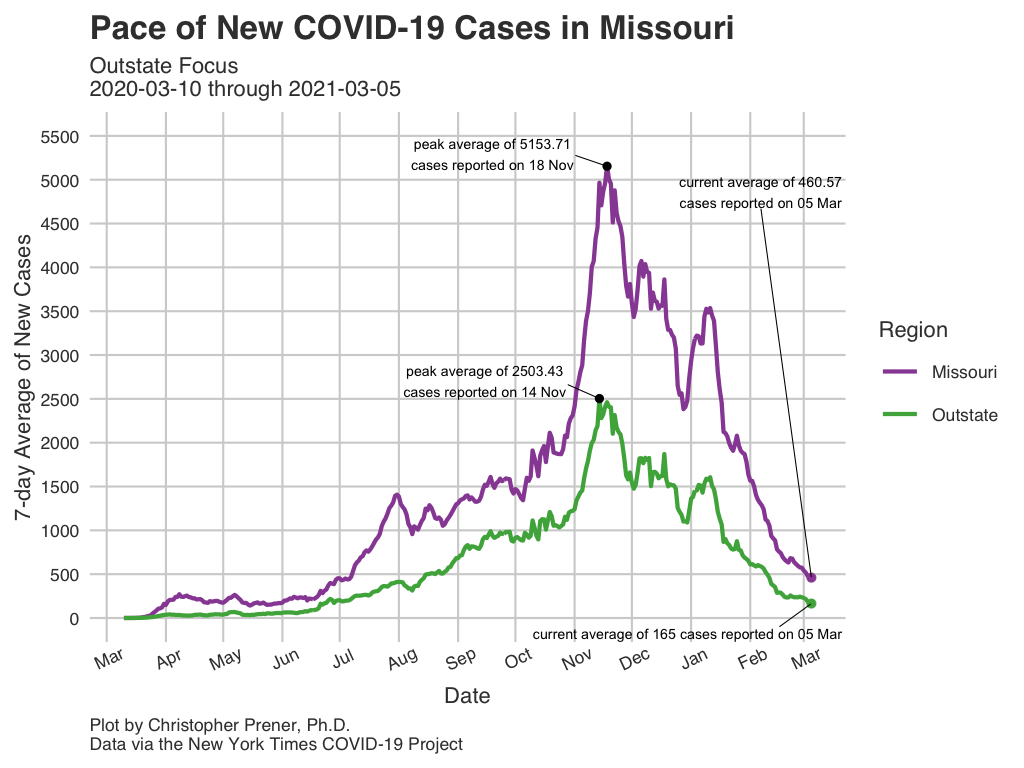 Pace of New COVID-19 Cases in Missouri
Outstate Focus
2020-03-10 through 2021-03-05
7-day Average of New Cases
5500
5000
4500
4000
3500
3000
2500
2000
1500
1000
500
0
peak average of 5153.71
cases reported on 18 Nov
current average of 460.57
cases reported on 05 Mar
peak average of 2503.43
cases reported on 14 Nov
current average of 165 cases reported on 05 Mar
Mar Apr May Jun Jul Aug Sep Oct Nov Dec Jan Feb Mar
Date
Region
Missouri
Outstate
Plot by Christopher Prener, Ph.D.
Data via the New York Times COVID-19 Project